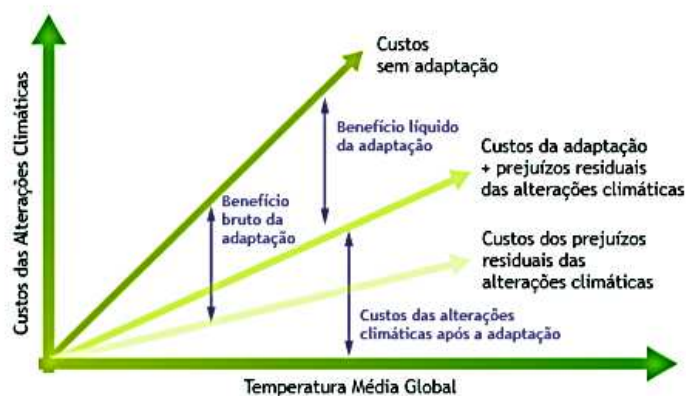 Custos das Alterações Climáticas
Custos
sem adaptação
Benefício líquido
da adaptação
Custos da adaptação
+ prejuízos residuais
das alterações climáticas
Benefício
bruto da
adaptação
Custos dos prejuízos
residuais das
alterações climáticas
Custos das alterações
climáticas após a adaptação
Temperatura Média Global